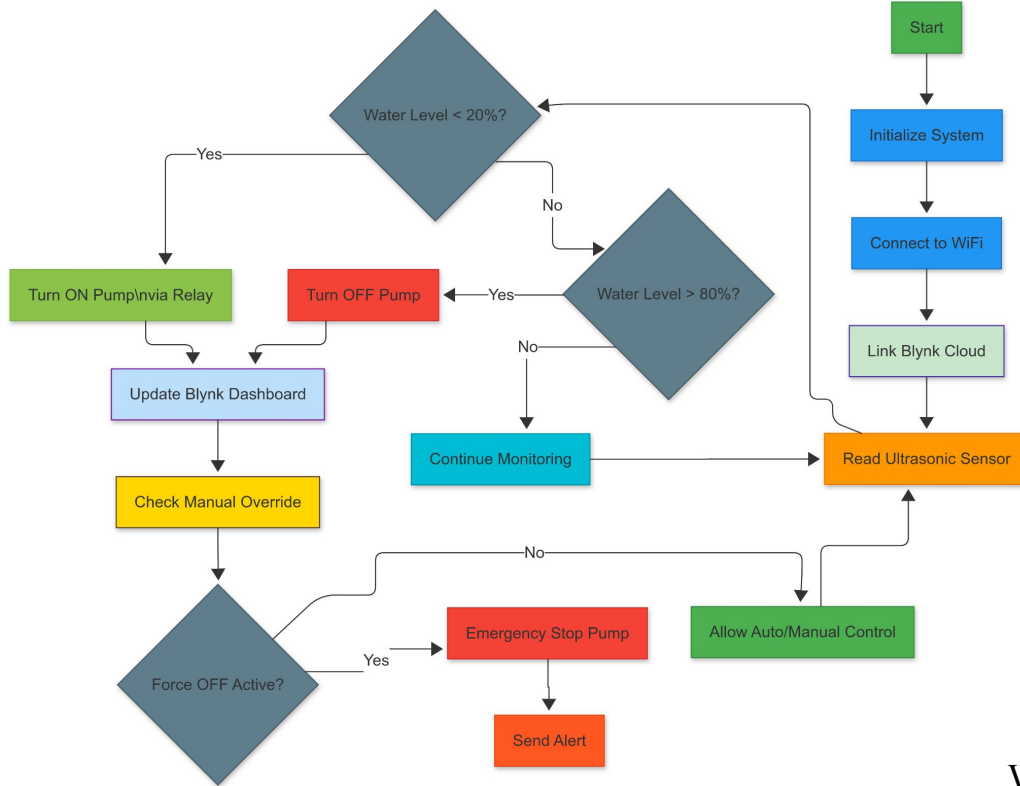 Start
Water Level < 20%?
Initialize System
Yes
No
Connect to WiFi
Turn ON Pump\nvia Relay
Turn OFF Pump
Yes
Water Level > 80%?
No
Link Blynk Cloud
Update Blynk Dashboard
Continue Monitoring
Read Ultrasonic Sensor
Check Manual Override
No
Emergency Stop Pump
Allow Auto/Manual Control
Yes
Force OFF Active?
Send Alert